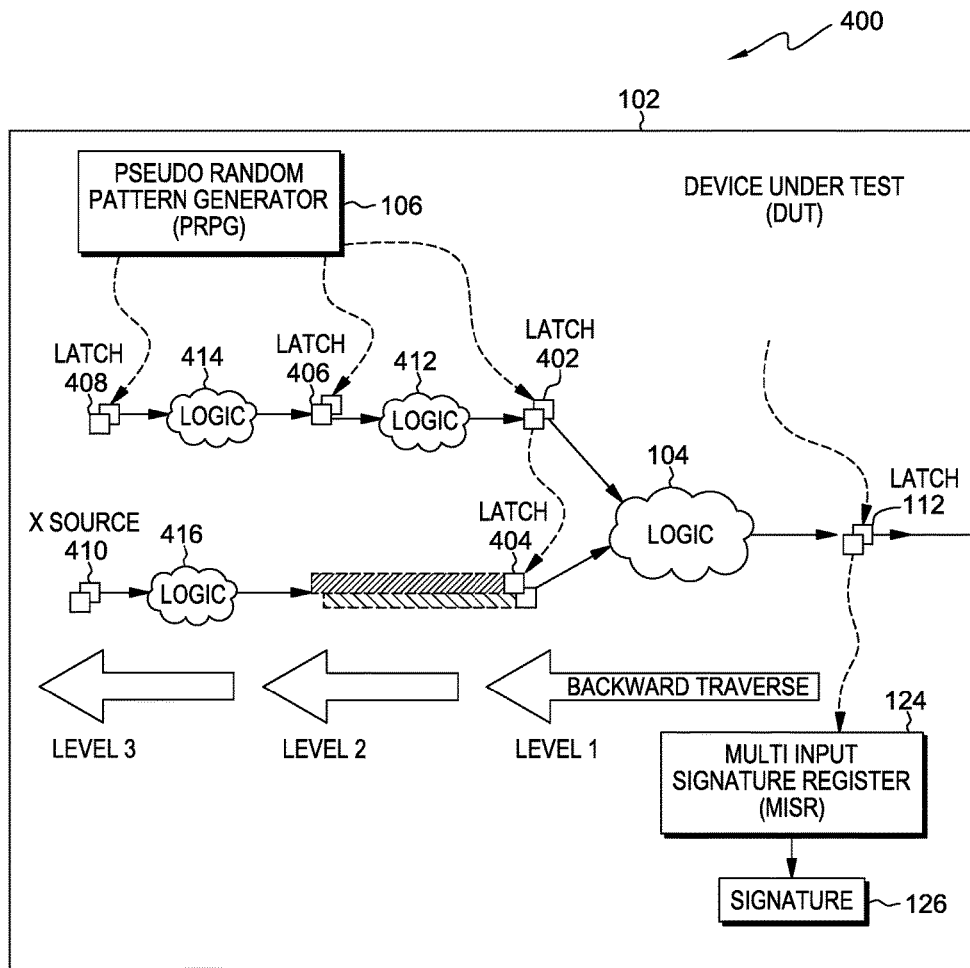 400
102
PSEUDO RANDOM
PATTERN GENERATOR
(PRPG)
106
DEVICE UNDER TEST
(DUT)
LATCH
408
414
LOGIC
LATCH
406
412
LOGIC
LATCH
402
X SOURCE
410
416
LOGIC
LATCH
404
104
LOGIC
LATCH
112
BACKWARD TRAVERSE
LEVEL 3
LEVEL 2
LEVEL 1
124
MULTI INPUT
SIGNATURE REGISTER
(MISR)
SIGNATURE
126